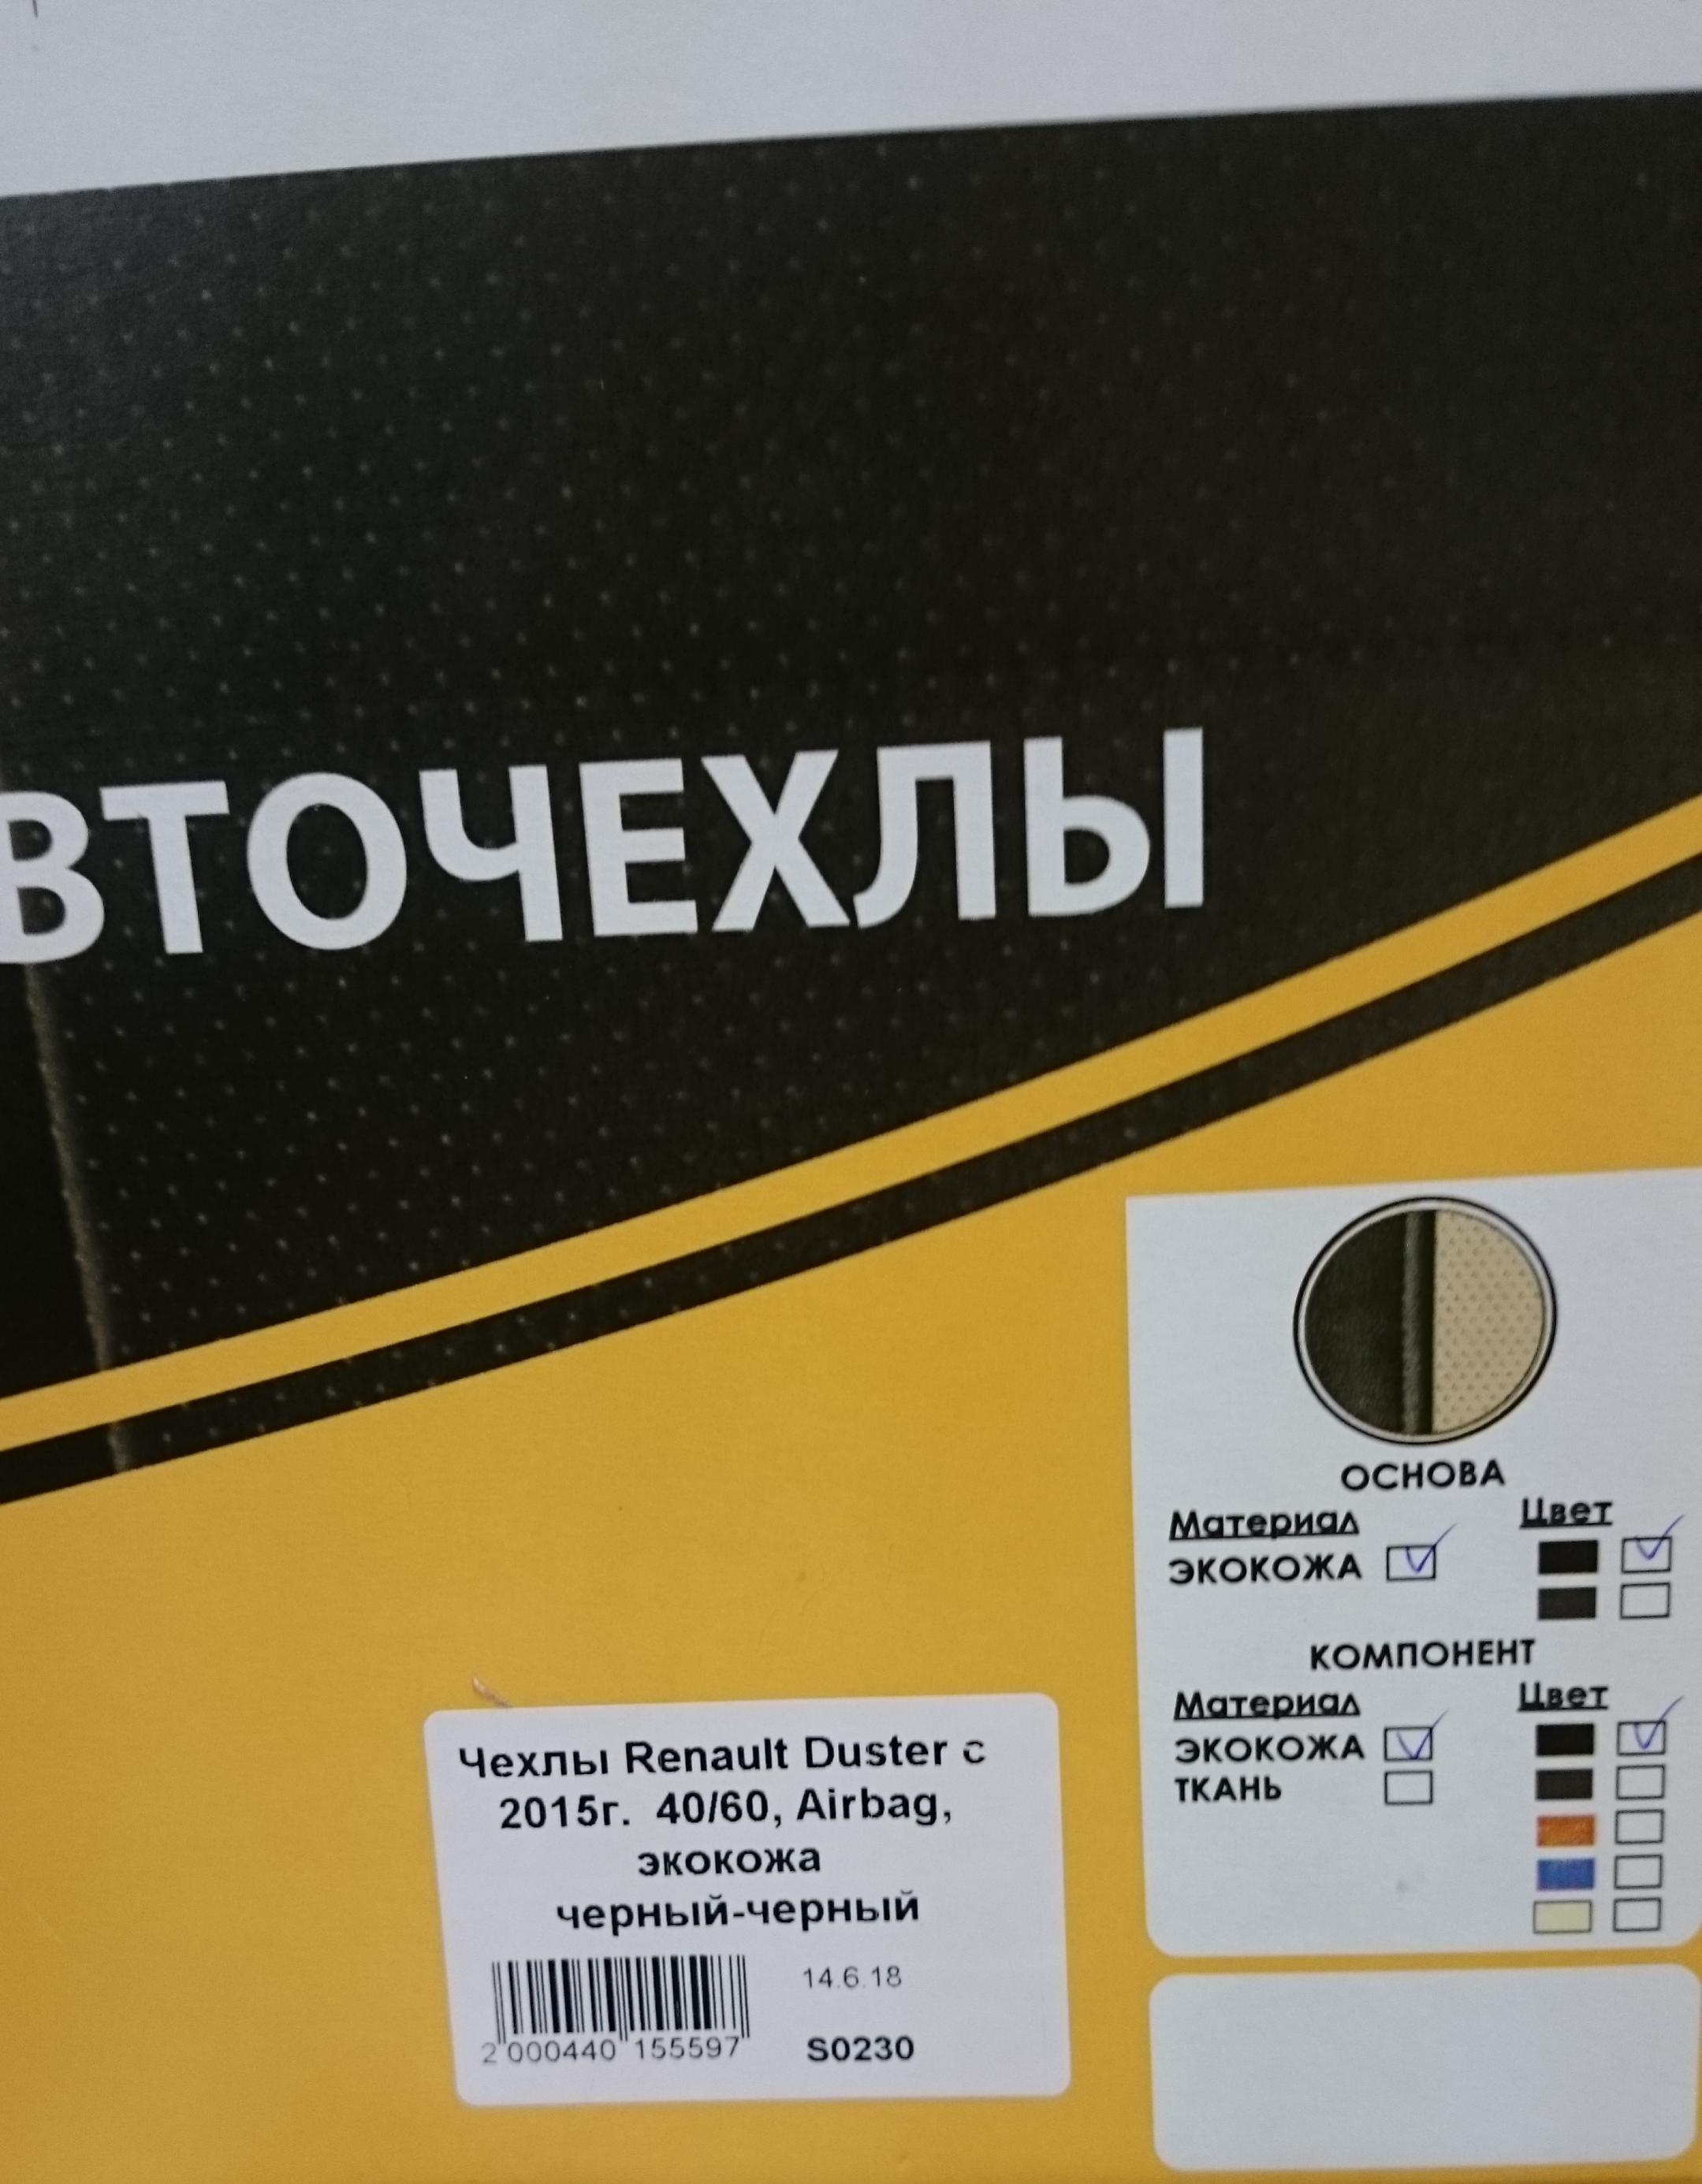 ВТОЧЕХЛЫ
ОСНОВА
Материал Цвет
ЭКОКОЖА
КОМПОНЕНТ
Материал Цвет
ЭКОКОЖА
ТКАНЬ
Чехлы Renault Duster с
2015г. 40/60, Airbag,
экокожа
черный-черный
14.6.18
2 000440 155597
S0230